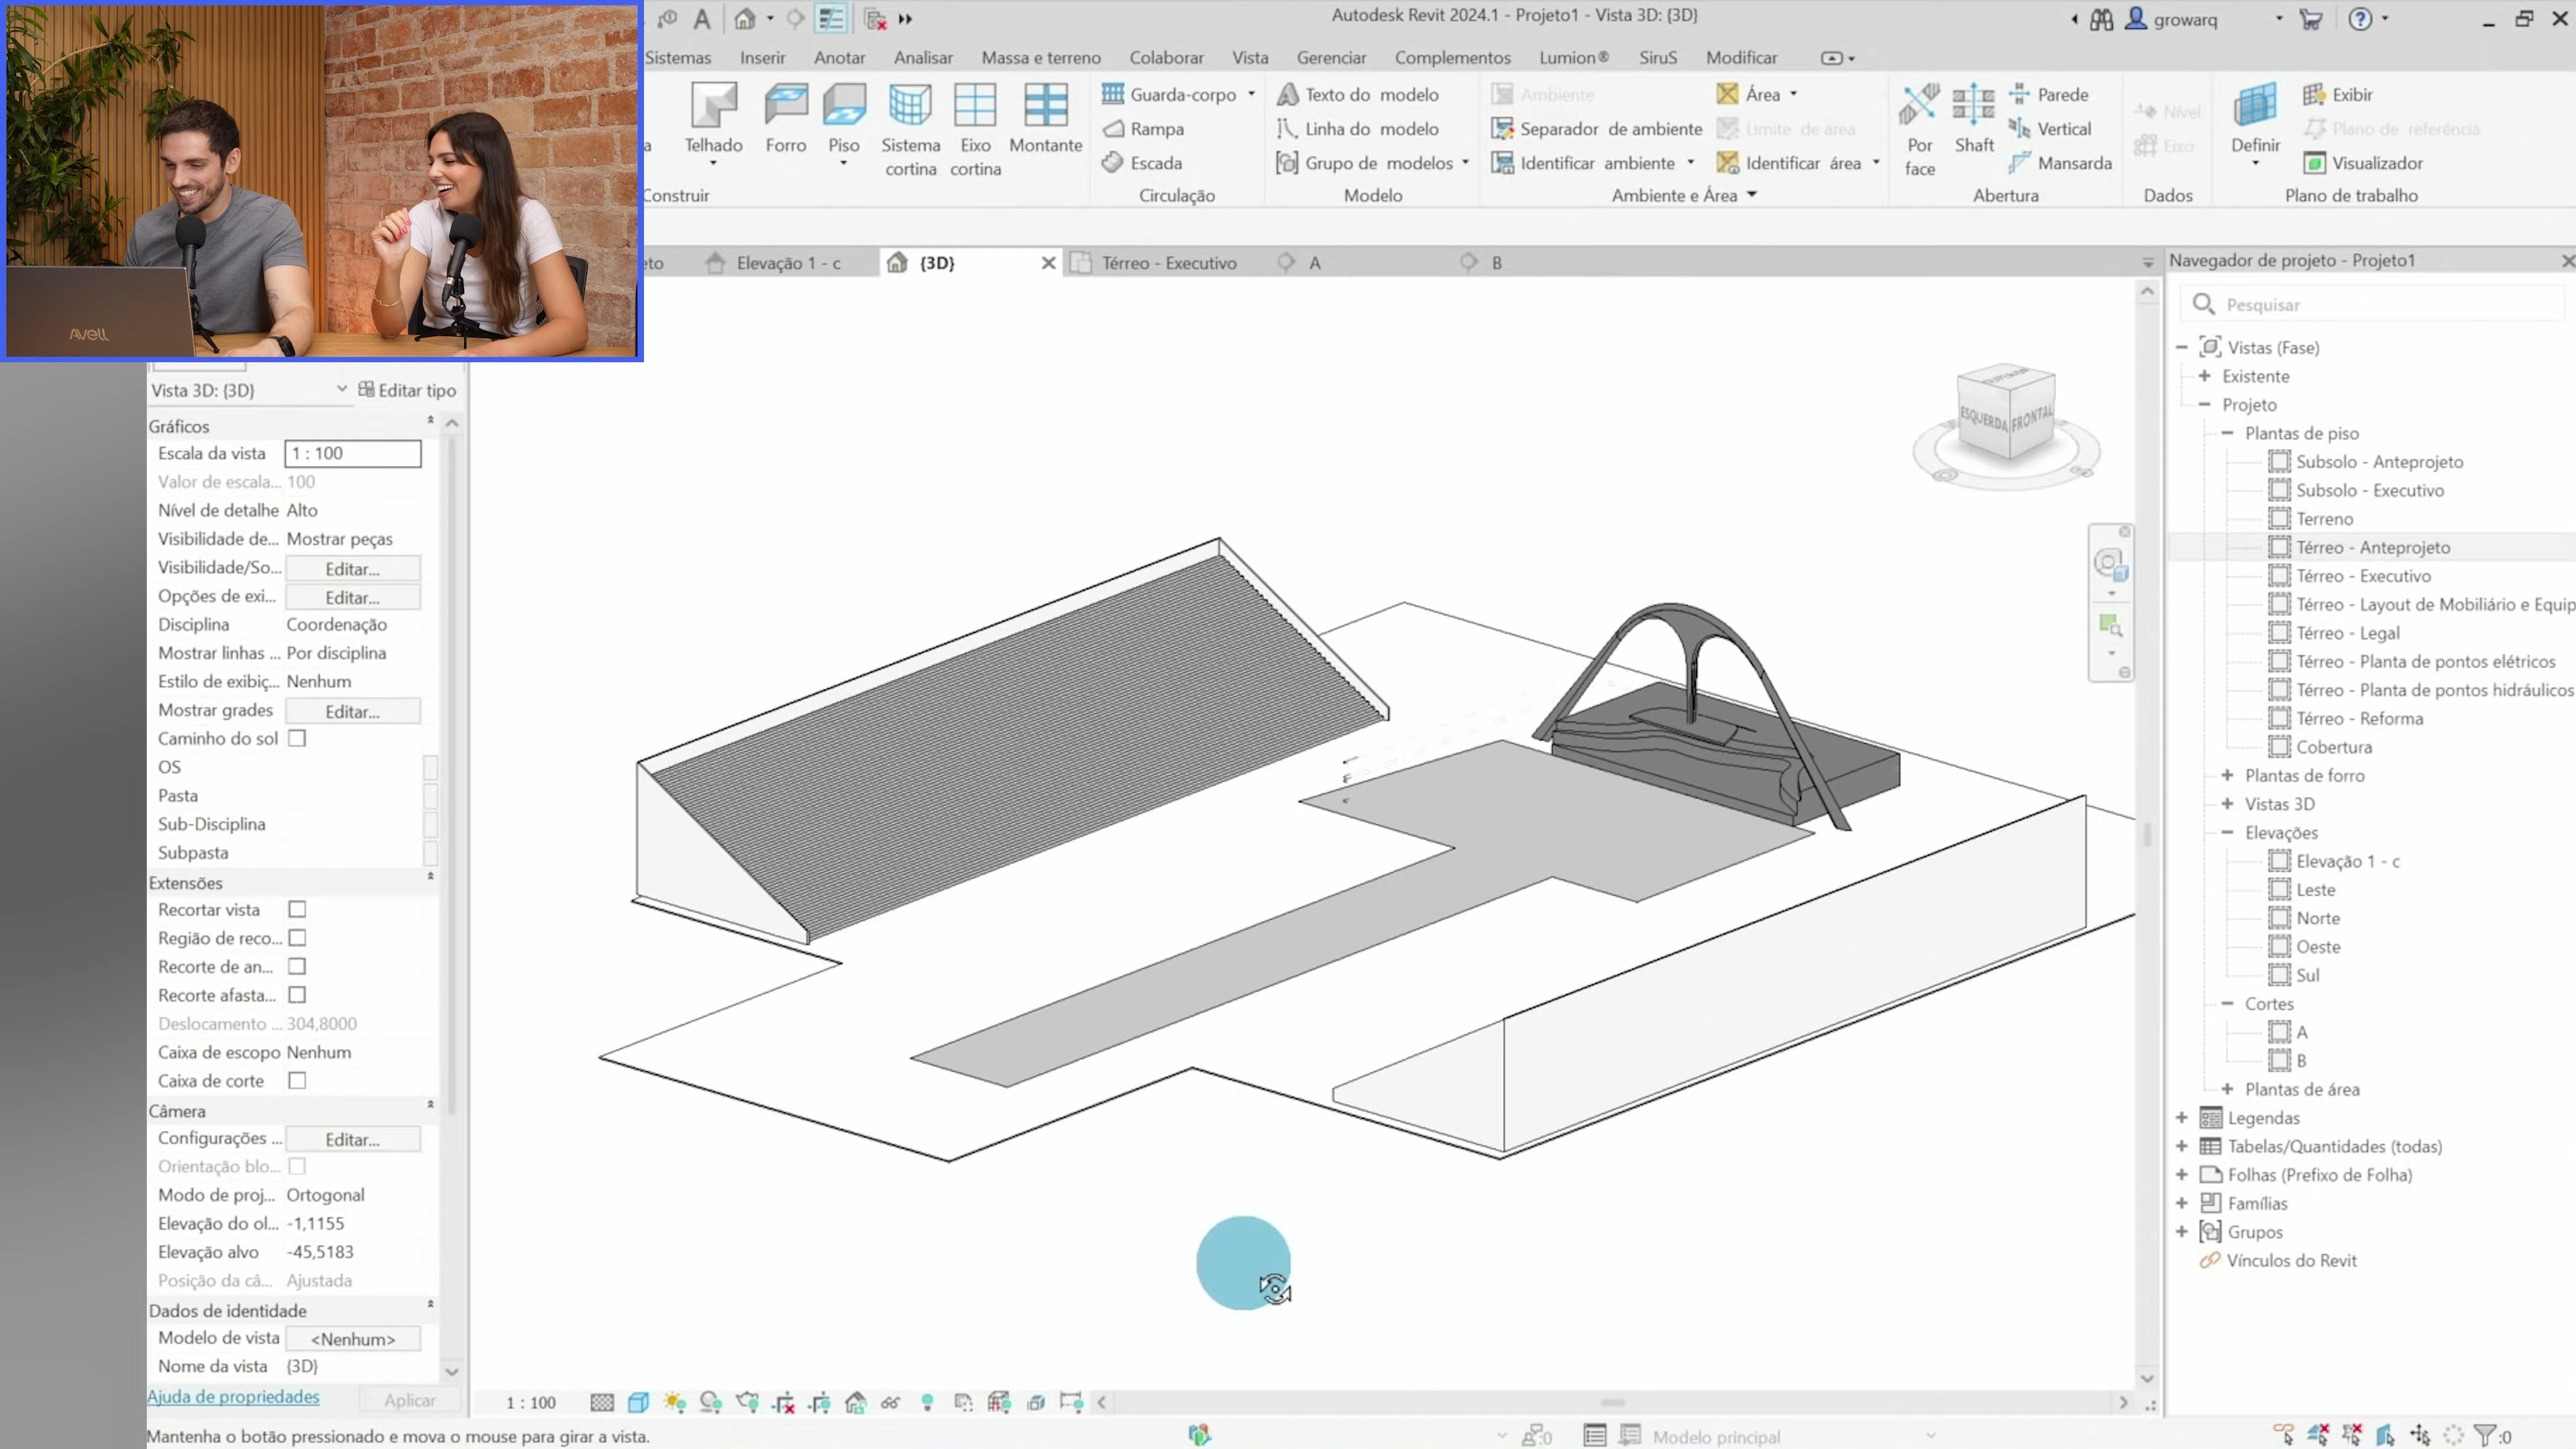 Autodesk Revit 2024.1 - Projeto1 - Vista 3D: {3D}
growarq
Sistemas Inserir Anotar Analisar Massa e terreno Colaborar Vista Gerenciar Complementos Lumion® SiruS Modificar
Telhado Forro Piso Sistema cortina Eixo cortina Montante
Guarda-corpo
Rampa
Escada
Texto do modelo
Linha do modelo
Grupo de modelos
Ambiente
Separador de ambiente
Identificar ambiente
Área
Limite de área
Identificar área
Por face
Shaft
Parede
Vertical
Mansarda
Nível
Eixo
Definir
Exibir
Plano de referência
Visualizador
Construir Circulação Modelo Ambiente e Área Abertura Dados Plano de trabalho
Avell
eto Elevação 1 - c {3D} Térreo - Executivo A B
Vista 3D: {3D} Editar tipo
Gráficos
Escala da vista 1 : 100
Valor de escala... 100
Nível de detalhe Alto
Visibilidade de... Mostrar peças
Visibilidade/So... Editar...
Opções de exi... Editar...
Disciplina Coordenação
Mostrar linhas ... Por disciplina
Estilo de exibiç... Nenhum
Mostrar grades Editar...
Caminho do sol
OS
Pasta
Sub-Disciplina
Subpasta
Extensões
Recortar vista
Região de reco...
Recorte de an...
Recorte afasta...
Deslocamento ... 304,8000
Caixa de escopo Nenhum
Caixa de corte
Câmera
Configurações ... Editar...
Orientação blo...
Modo de proj... Ortogonal
Elevação do ol... -1,1155
Elevação alvo -45,5183
Posição da câ... Ajustada
Dados de identidade
Modelo de vista <Nenhum>
Nome da vista {3D}
Ajuda de propriedades Aplicar
ESQUERDA FRONTAL
Navegador de projeto - Projeto1
Pesquisar
Vistas (Fase)
Existente
Projeto
Plantas de piso
Subsolo - Anteprojeto
Subsolo - Executivo
Terreno
Térreo - Anteprojeto
Térreo - Executivo
Térreo - Layout de Mobiliário e Equip
Térreo - Legal
Térreo - Planta de pontos elétricos
Térreo - Planta de pontos hidráulicos
Térreo - Reforma
Cobertura
Plantas de forro
Vistas 3D
Elevações
Elevação 1 - c
Leste
Norte
Oeste
Sul
Cortes
A
B
Plantas de área
Legendas
Tabelas/Quantidades (todas)
Folhas (Prefixo de Folha)
Famílias
Grupos
Vínculos do Revit
1 : 100
Mantenha o botão pressionado e mova o mouse para girar a vista.
:0 Modelo principal :0